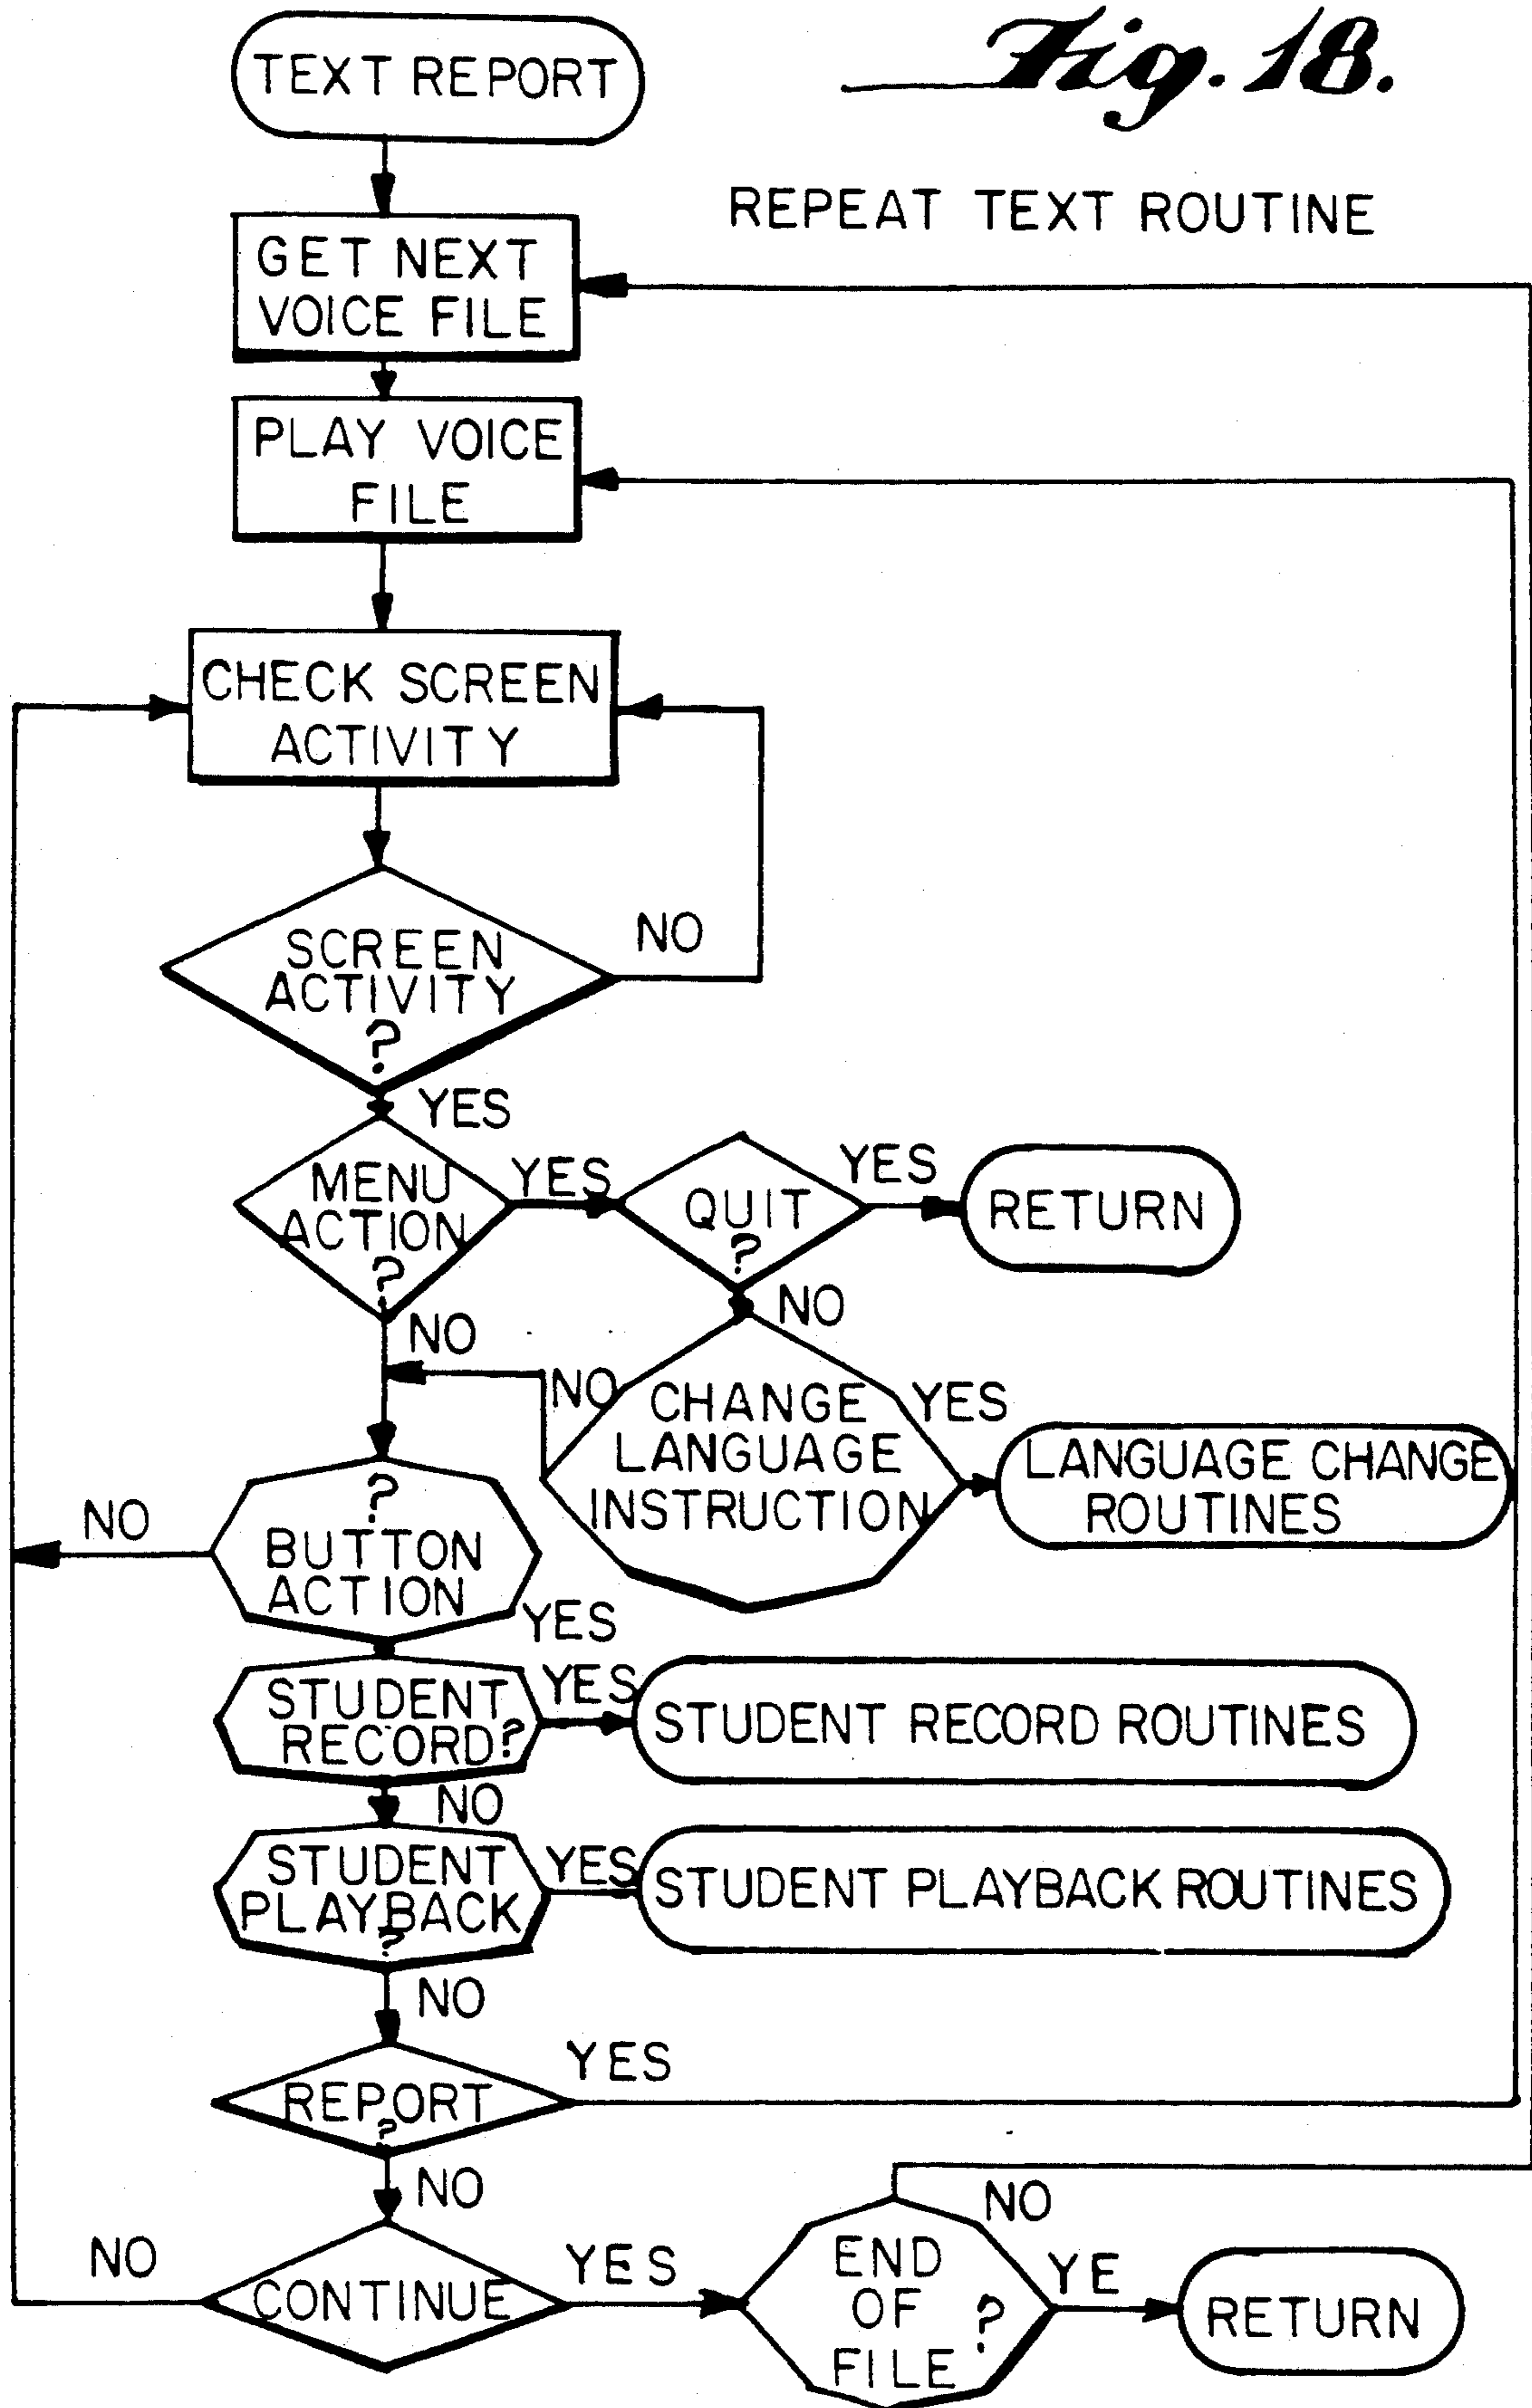 Fig. 18.
TEXT REPORT
REPEAT TEXT ROUTINE
GET NEXT
VOICE FILE
PLAY VOICE
FILE
CHECK SCREEN
ACTIVITY
SCREEN
ACTIVITY
?
NO
YES
MENU
ACTION
?
YES
QUIT
?
YES
RETURN
NO
NO
NO
CHANGE
LANGUAGE
INSTRUCTION
YES
LANGUAGE CHANGE
ROUTINES
?
BUTTON
ACTION
NO
YES
STUDENT
RECORD?
YES
STUDENT RECORD ROUTINES
NO
STUDENT
PLAYBACK
?
YES
STUDENT PLAYBACK ROUTINES
NO
REPORT
?
YES
NO
CONTINUE
NO
YES
END
OF
FILE
?
NO
YE
RETURN